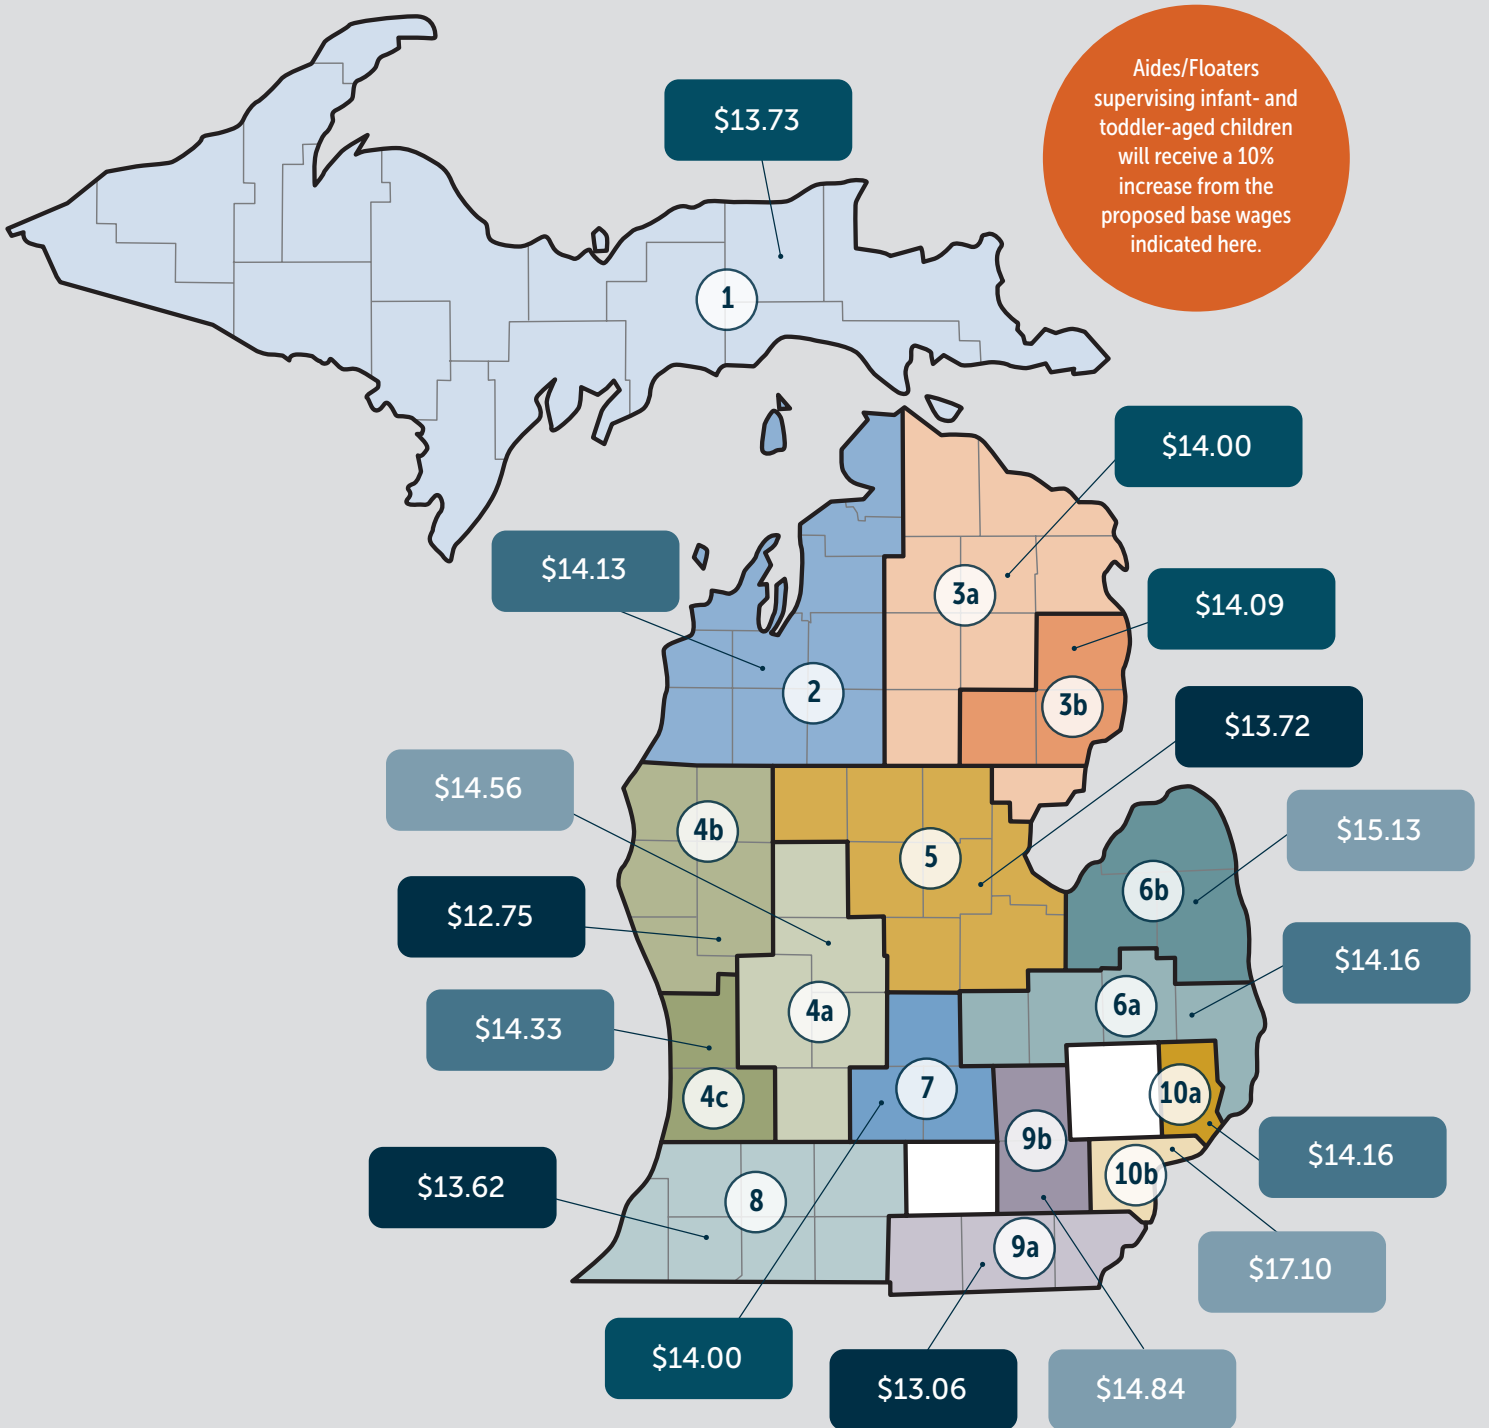 Aides/Floaters
supervising infant- and
toddler-aged children
will receive a 10%
increase from the
proposed base wages
indicated here.
$13.73
1
$14.00
$14.13
3a
$14.09
2
3b
$13.72
$14.56
4b
5
$15.13
6b
$12.75
$14.16
4a
6a
$14.33
7
4c
10a
9b
$14.16
10b
$13.62
8
9a
$17.10
$14.00
$13.06
$14.84